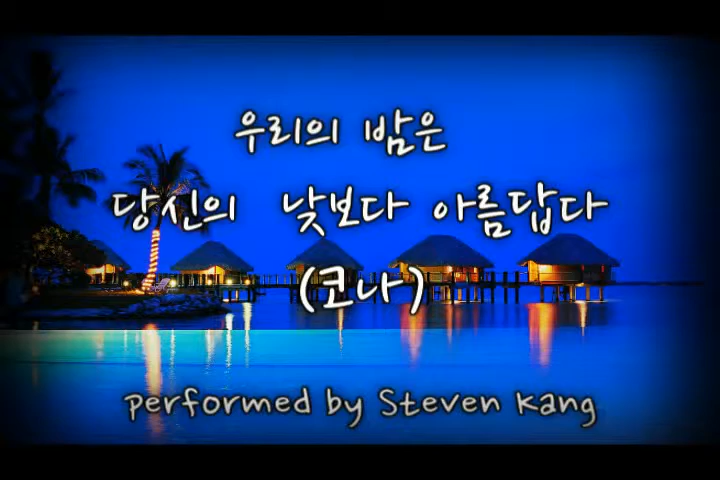 우리의 밤은
당신의 낮보다 아름답다
(코나)
performed by Steven Kang